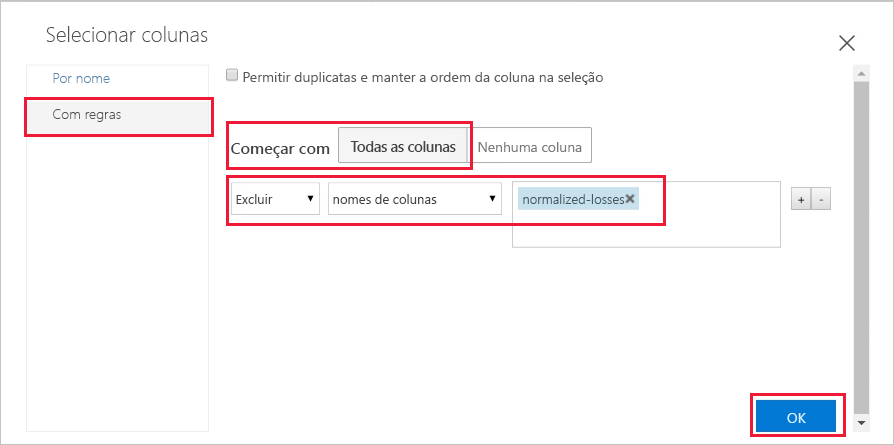 Selecionar colunas
Por nome
Com regras
Permitir duplicatas e manter a ordem da coluna na seleção
Começar com Todas as colunas Nenhuma coluna
Excluir nomes de colunas normalized-losses + -
OK